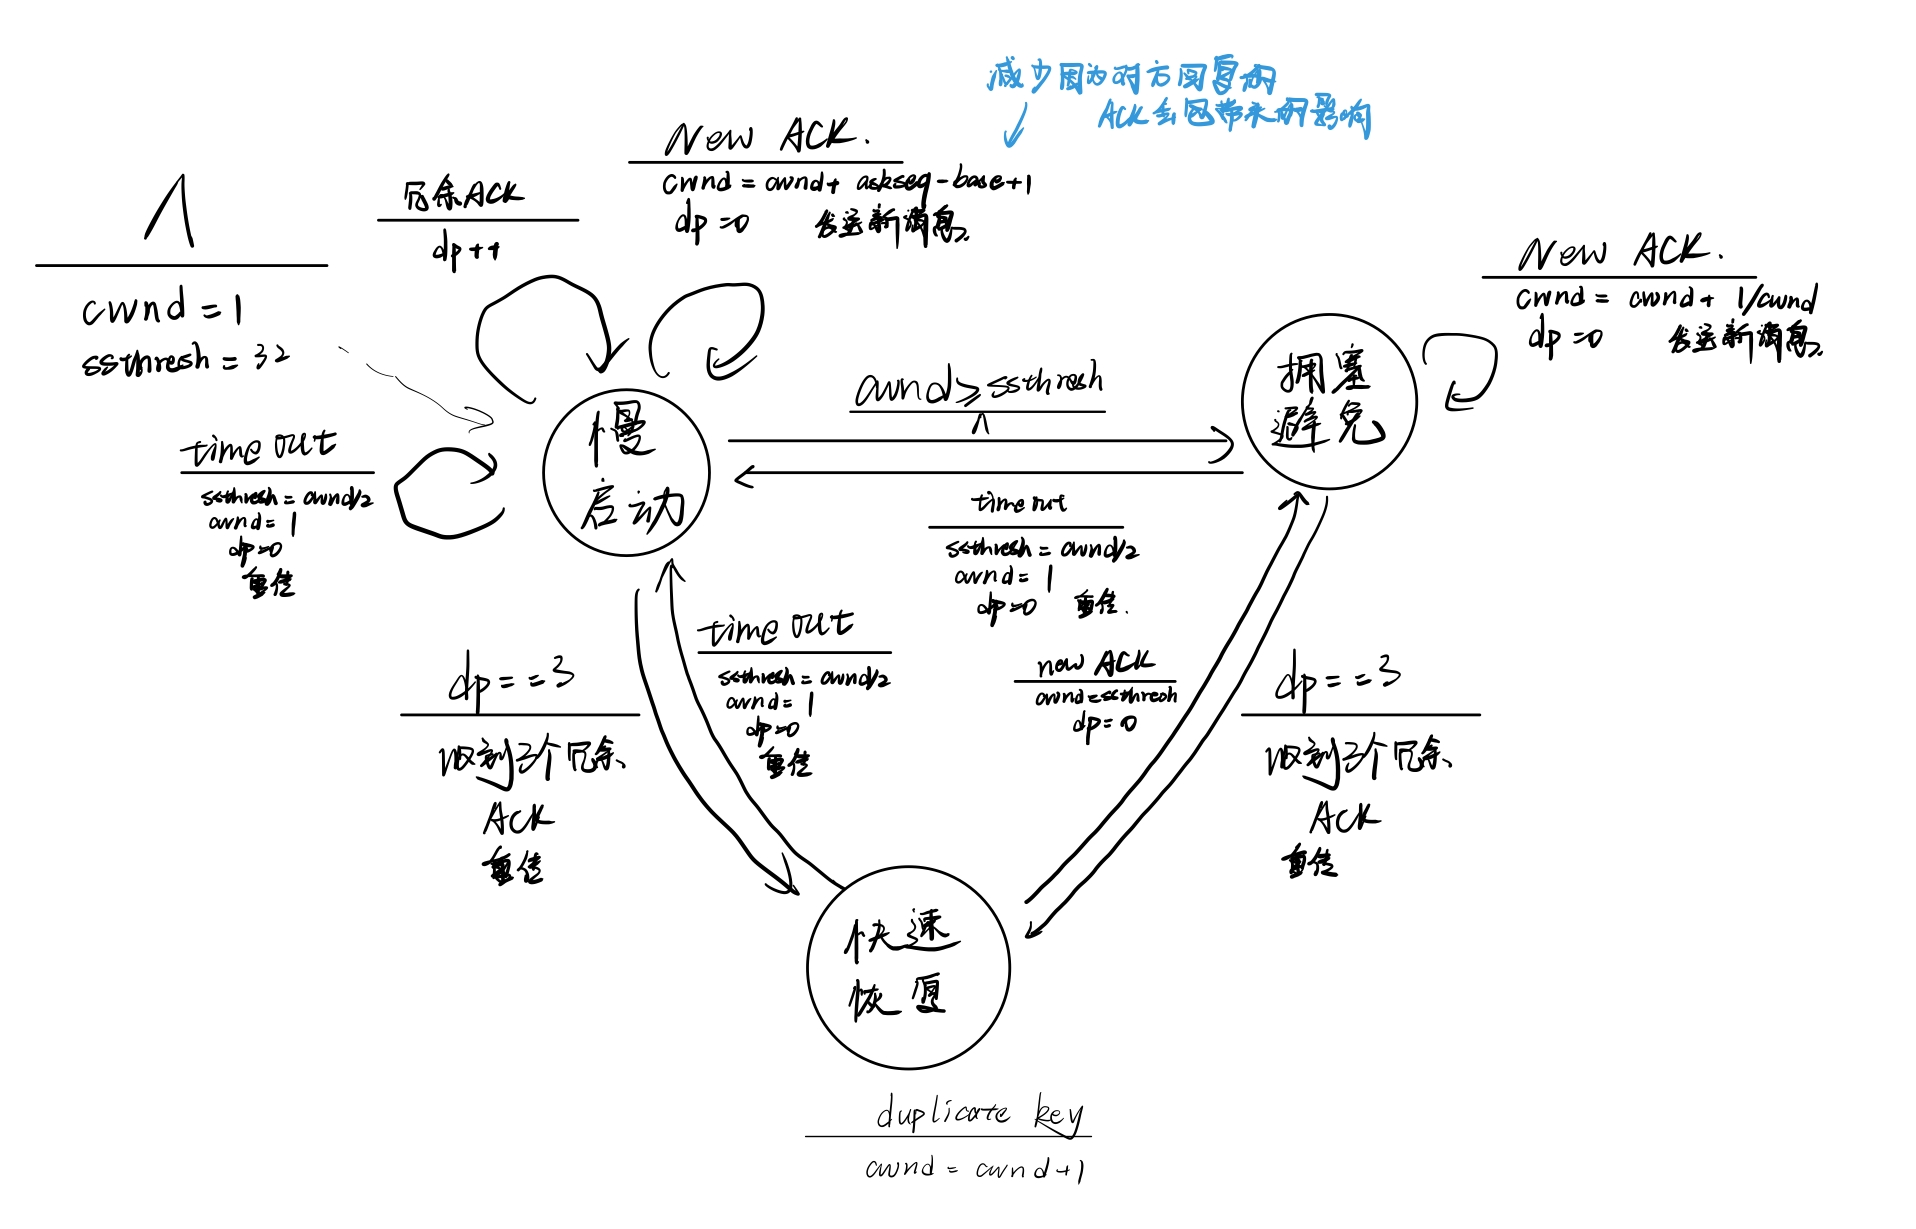 减少因为对方回复的
ACK丢包带来的影响
New ACK.
cwnd = cwnd + askseq-base+1
dp=0 发送新消息.
冗余ACK
dp++
Λ
cwnd = 1
ssthresh = 32
New ACK.
cwnd = cwnd + 1/cwnd
dp=0 发送新消息.
拥塞
避免
cwnd≥ssthresh
Λ
慢
启动
time out
ssthresh = cwnd/2
cwnd = 1
dp=0
重传
time out
ssthresh = cwnd/2
cwnd = 1
dp=0 重传.
time out
ssthresh = cwnd/2
cwnd = 1
dp=0
重传
new ACK
cwnd=ssthresh
dp=0
dp==3
收到3个冗余
ACK
重传
dp==3
收到3个冗余
ACK
重传
快速
恢复
duplicate key
cwnd = cwnd+1